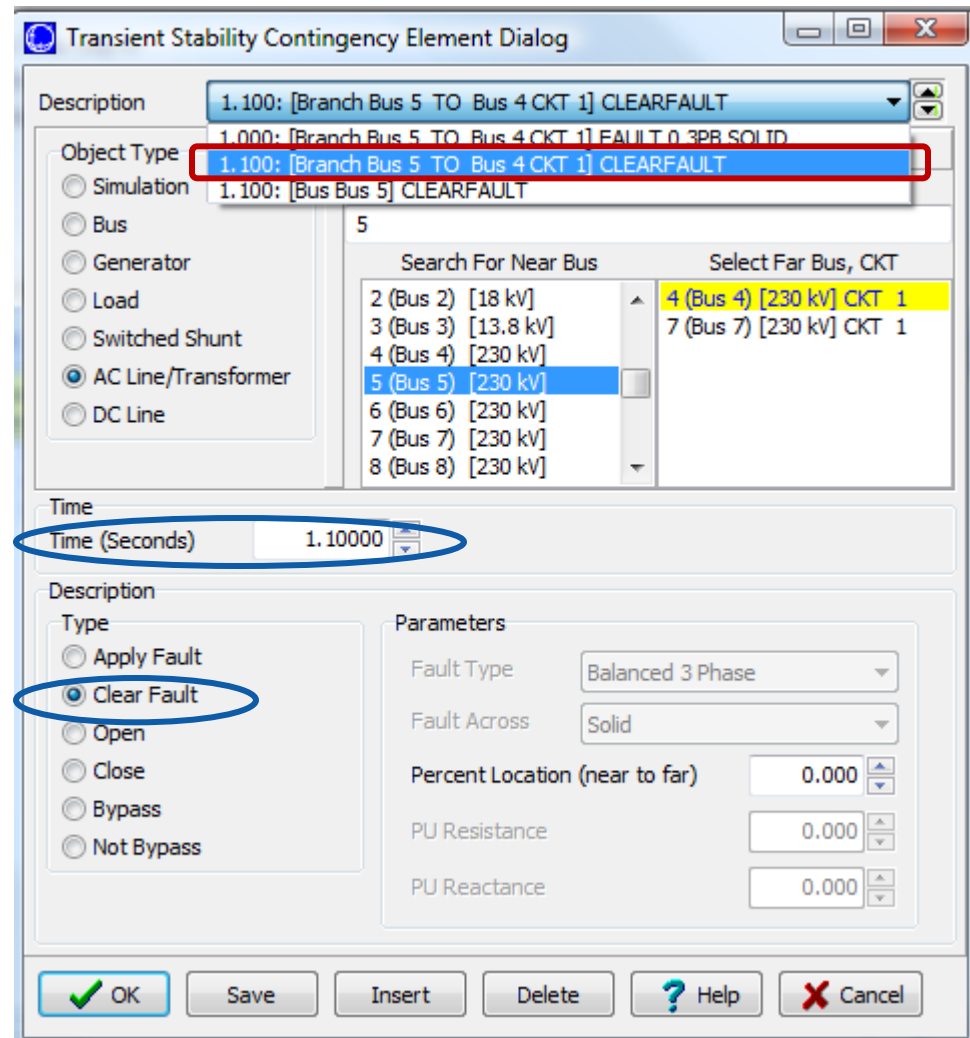 Transient Stability Contingency Element Dialog
Description 1.100: [Branch Bus 5 TO Bus 4 CKT 1] CLEARFAULT
1.000: [Branch Bus 5 TO Bus 4 CKT 1] FAULT 0 3PB SOLID
1.100: [Branch Bus 5 TO Bus 4 CKT 1] CLEARFAULT
1.100: [Bus Bus 5] CLEARFAULT
Object Type
Simulation
Bus
Generator
Load
Switched Shunt
AC Line/Transformer
DC Line
5
Search For Near Bus
2 (Bus 2) [18 kV]
3 (Bus 3) [13.8 kV]
4 (Bus 4) [230 kV]
5 (Bus 5) [230 kV]
6 (Bus 6) [230 kV]
7 (Bus 7) [230 kV]
8 (Bus 8) [230 kV]
Select Far Bus, CKT
4 (Bus 4) [230 kV] CKT 1
7 (Bus 7) [230 kV] CKT 1
Time
Time (Seconds) 1.10000
Description
Type
Apply Fault
Clear Fault
Open
Close
Bypass
Not Bypass
Parameters
Fault Type Balanced 3 Phase
Fault Across Solid
Percent Location (near to far) 0.000
PU Resistance 0.000
PU Reactance 0.000
OK Save Insert Delete ? Help Cancel